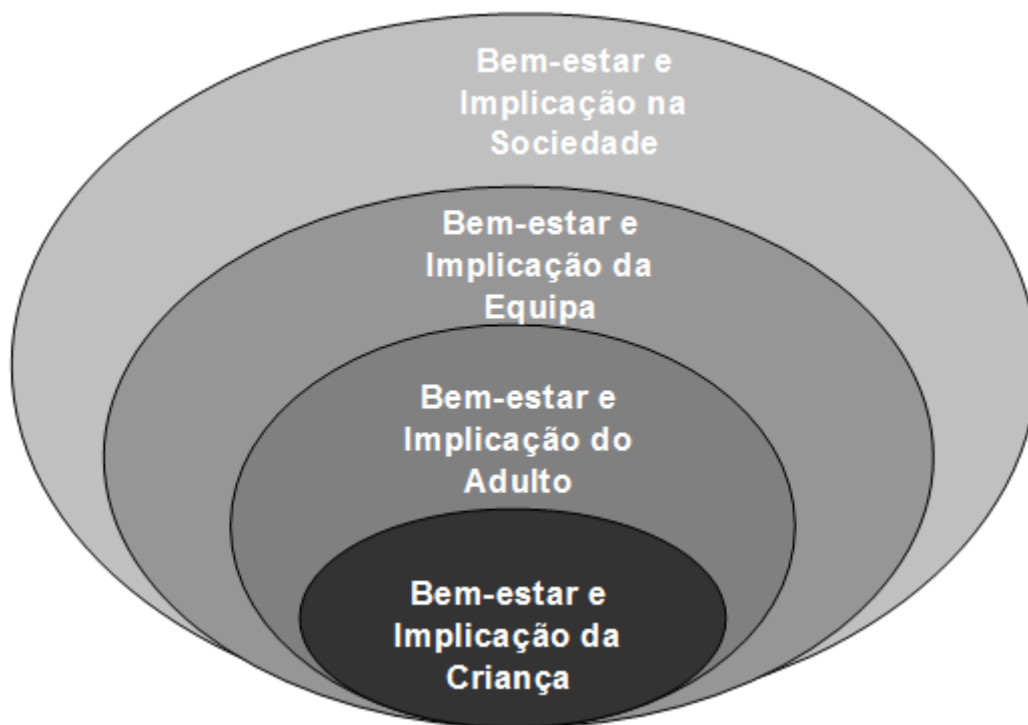 Bem-estar e
Implicação na
Sociedade
Bem-estar e
Implicação da
Equipa
Bem-estar e
Implicação do
Adulto
Bem-estar e
Implicação da
Criança